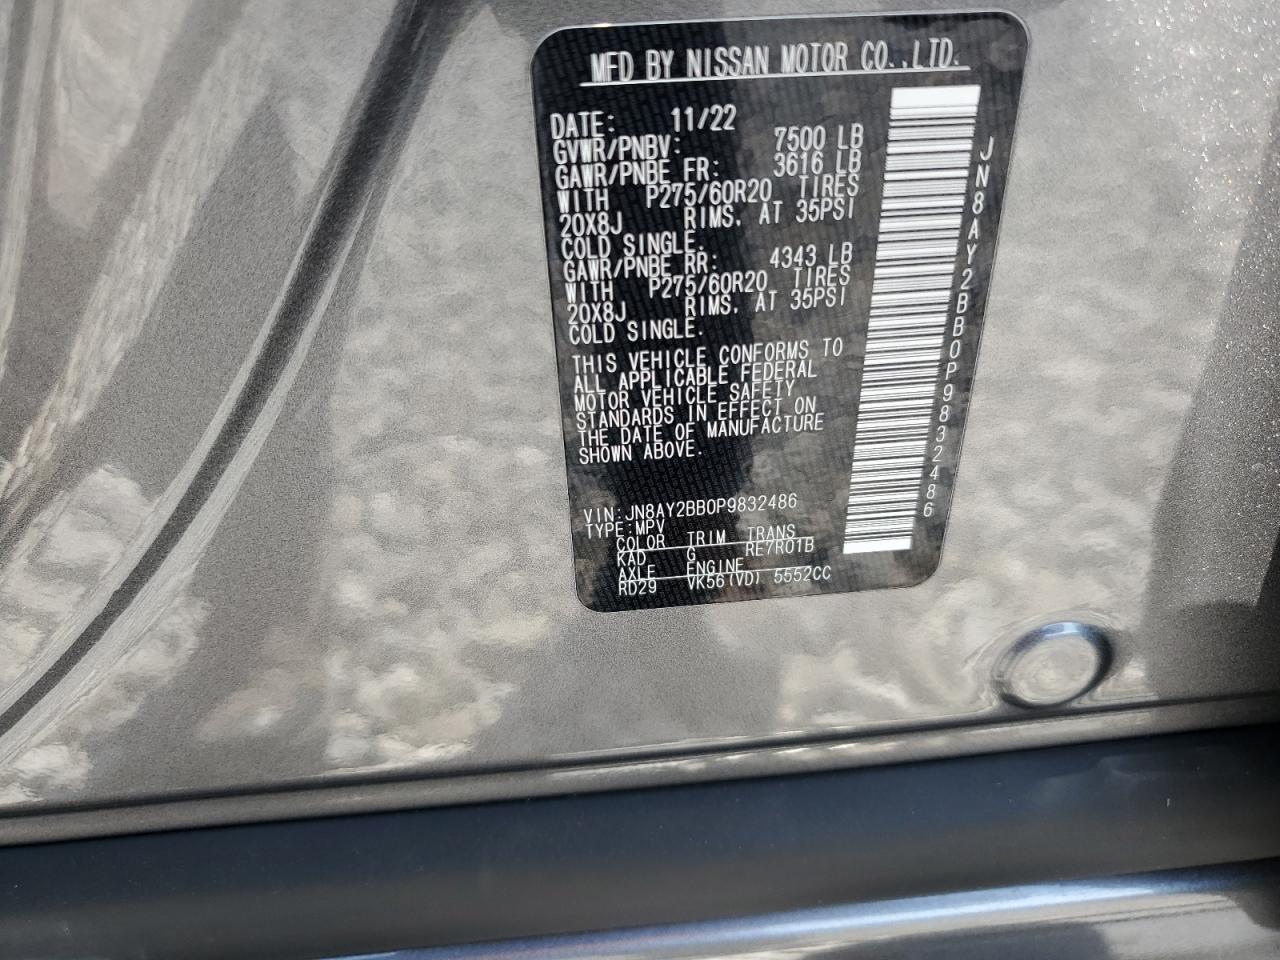 MFD BY NISSAN MOTOR CO.,LTD.
DATE: 11/22
GVWR/PNBV: 7500 LB
GAWR/PNBE FR: 3616 LB
WITH P275/60R20 TIRES
20X8J RIMS, AT 35PSI
COLD SINGLE.
GAWR/PNBE RR: 4343 LB
WITH P275/60R20 TIRES
20X8J RIMS, AT 35PSI
COLD SINGLE.
THIS VEHICLE CONFORMS TO
ALL APPLICABLE FEDERAL
MOTOR VEHICLE SAFETY
STANDARDS IN EFFECT ON
THE DATE OF MANUFACTURE
SHOWN ABOVE.
VIN:JN8AY2BB0P9832486
TYPE:MPV
COLOR TRIM TRANS
KAD G RE7R01B
AXLE ENGINE
RD29 VK56(VD) 5552CC
JN8AY2BB0P9832486